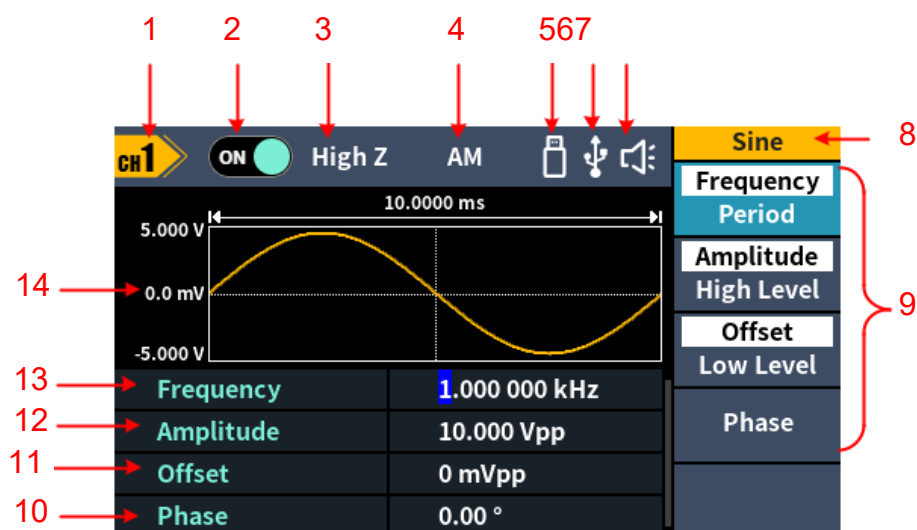 1 2 3 4 567
CH1 ON High Z AM Sine 8
Frequency
Period
10.0000 ms
5.000 V
Amplitude
High Level
14 0.0 mV 9
Offset
Low Level
-5.000 V
13 Frequency 1.000 000 kHz
Phase
12 Amplitude 10.000 Vpp
11 Offset 0 mVpp
10 Phase 0.00 °